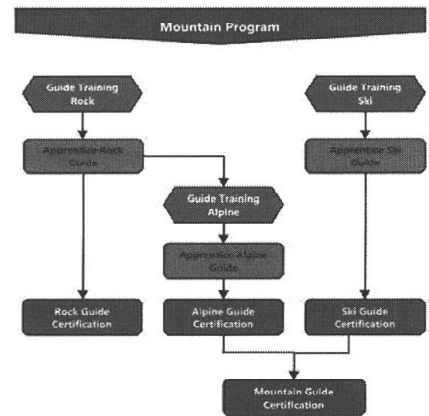 Mountain Program
Guide Training
Rock
Guide Training
Ski
Apprentice Rock
Guide
Apprentice Ski
Guide
Guide Training
Alpine
Apprentice Alpine
Guide
Rock Guide
Certification
Alpine Guide
Certification
Ski Guide
Certification
Mountain Guide
Certification